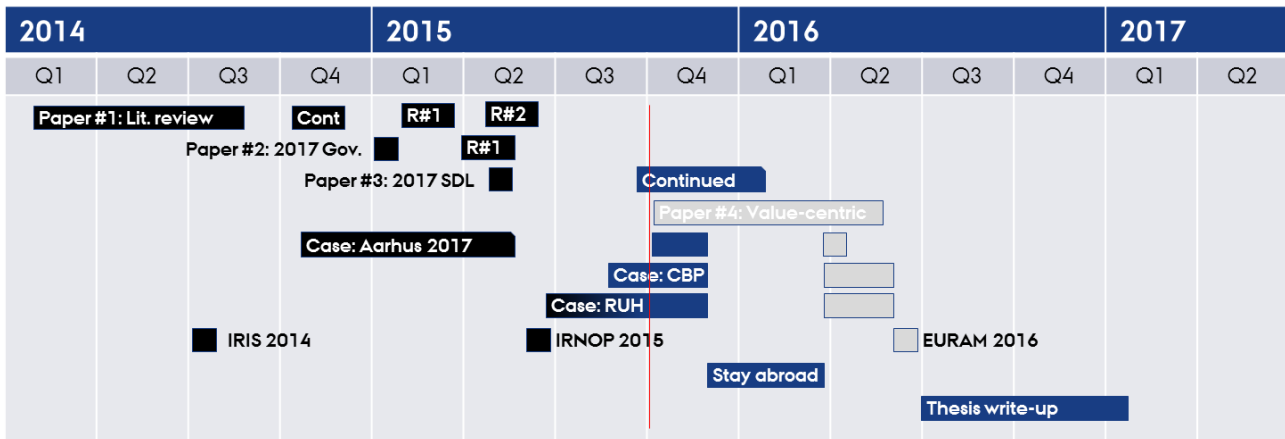 2014 2015 2016 2017
Q1 Q2 Q3 Q4 Q1 Q2 Q3 Q4 Q1 Q2 Q3 Q4 Q1 Q2
Paper #1: Lit. review Cont R#1 R#2
Paper #2: 2017 Gov. R#1
Paper #3: 2017 SDL Continued
Paper #4: Value-centric
Case: Aarhus 2017
Case: CBP
Case: RUH
IRIS 2014 IRNOP 2015 EURAM 2016
Stay abroad
Thesis write-up